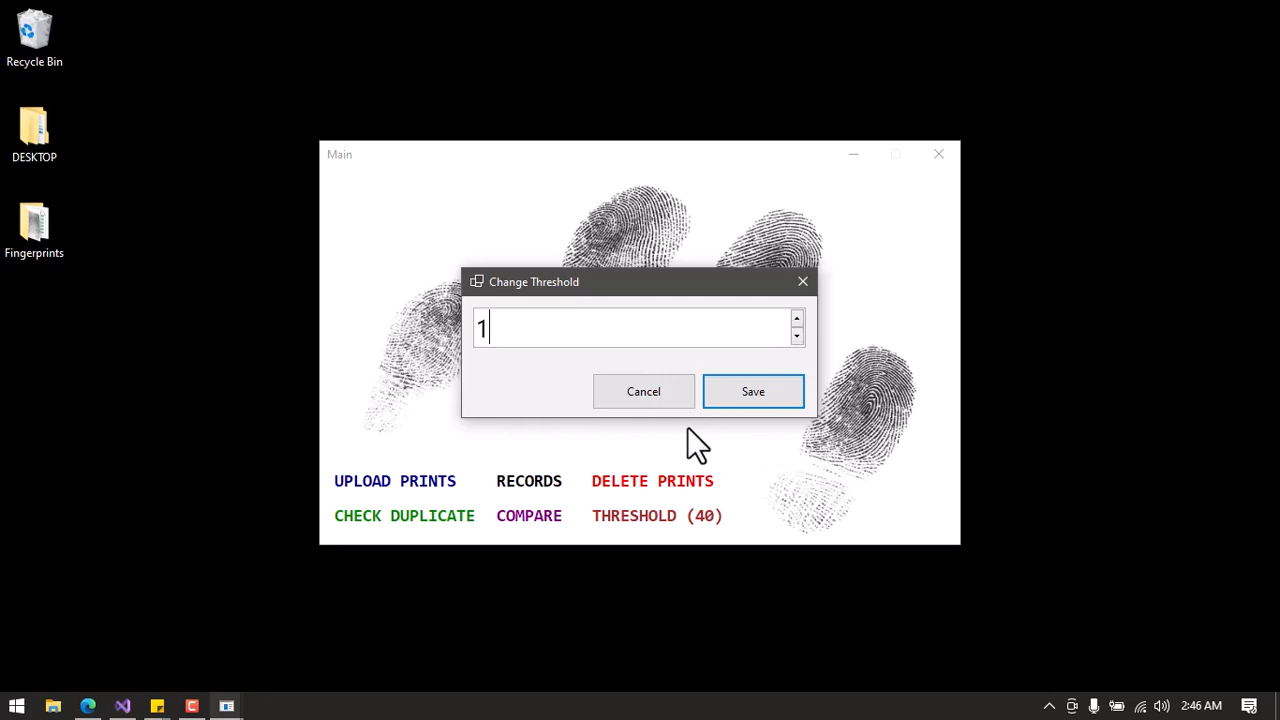 Recycle Bin
DESKTOP
Fingerprints
Main
Change Threshold
1
Cancel
Save
UPLOAD PRINTS
RECORDS
DELETE PRINTS
CHECK DUPLICATE
COMPARE
THRESHOLD (40)
2:46 AM